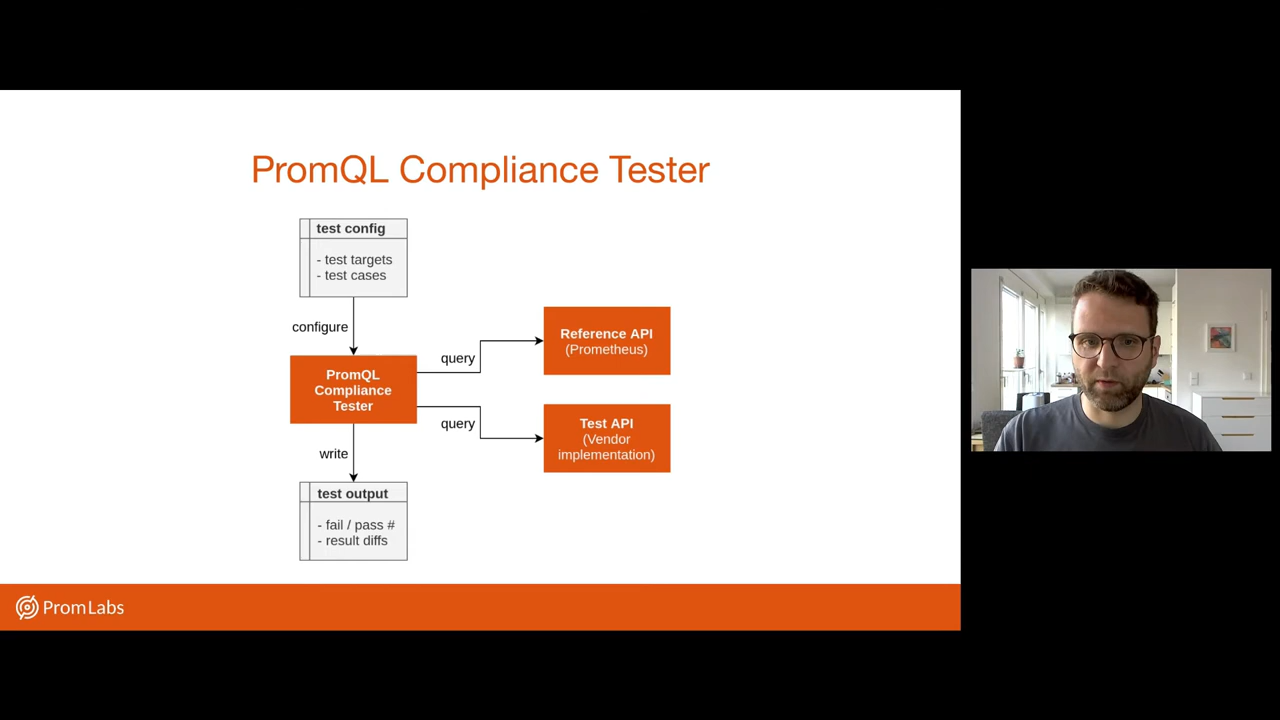 PromQL Compliance Tester
test config
- test targets
- test cases
configure
PromQL
Compliance
Tester
query
query
Reference API
(Prometheus)
Test API
(Vendor
implementation)
write
test output
- fail / pass #
- result diffs
PromLabs